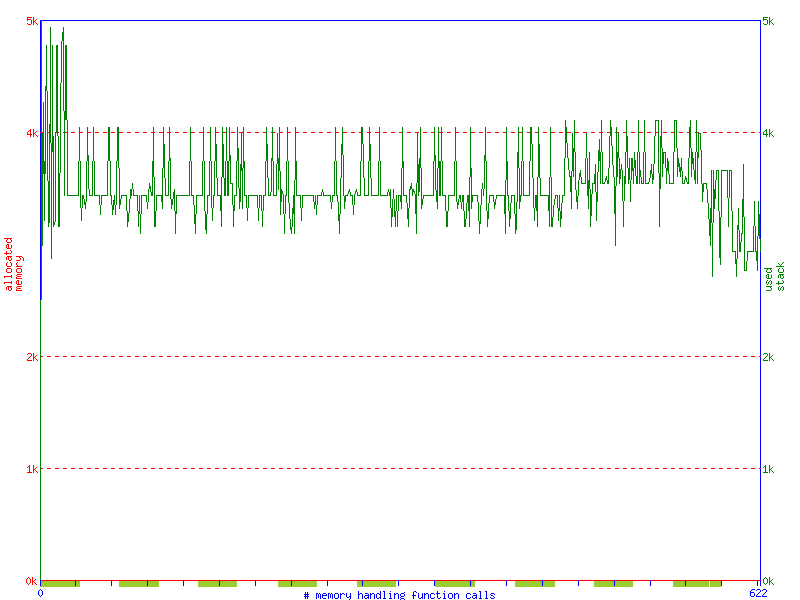 5k
5k
4k
4k
allocated
memory
used
stack
2k
2k
1k
1k
0k
0k
0
# memory handling function calls
622